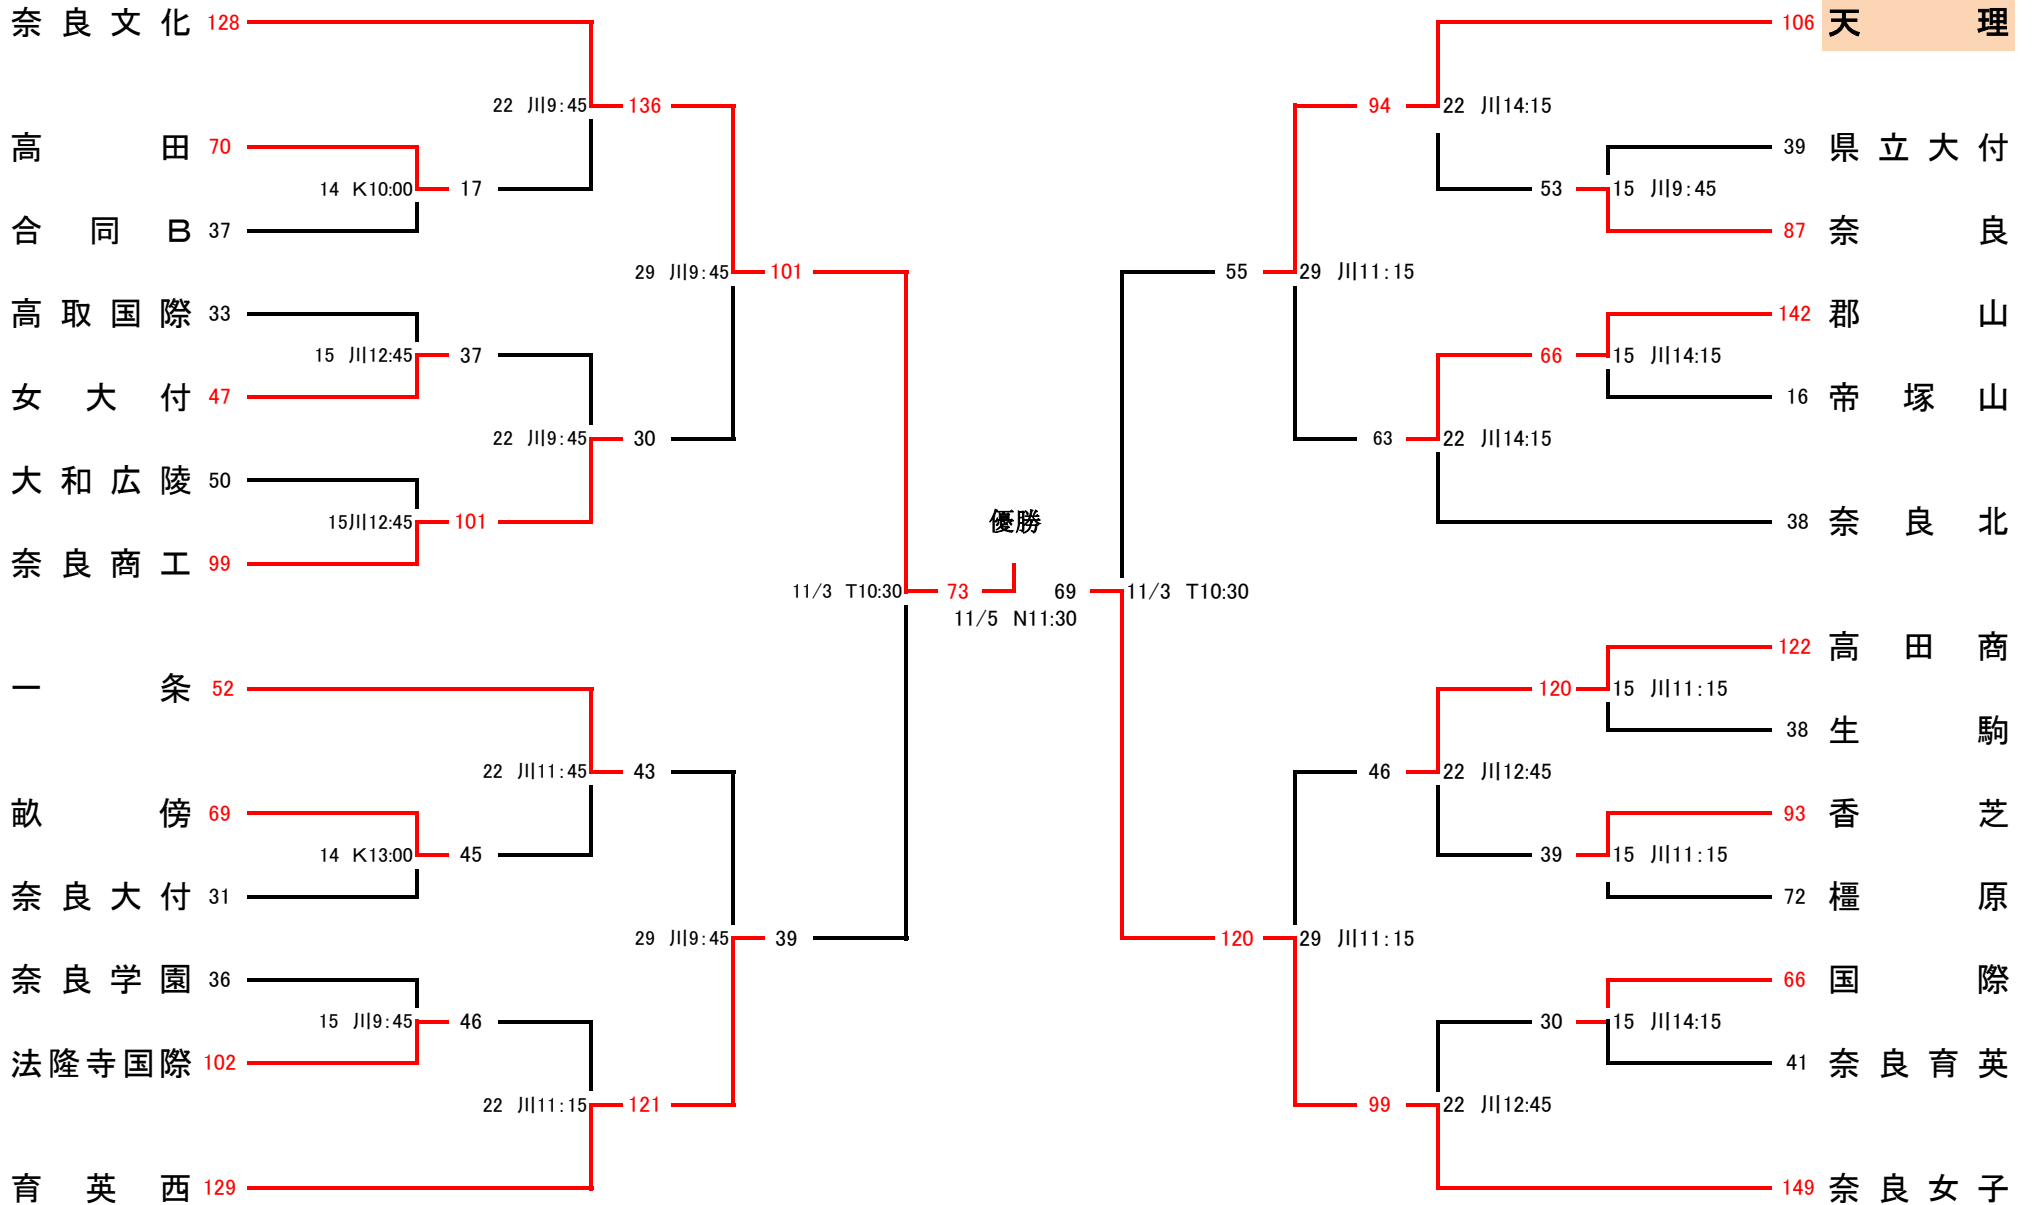 奈良文化 128
106 天理
22 川9:45 136
94 22 川14:15
高田 70
39 県立大付
14 K10:00 17
53 15 川9:45
合同B 37
87 奈良
29 川9:45 101
55 29 川11:15
高取国際 33
142 郡山
15 川12:45 37
66 15 川14:15
女大付 47
16 帝塚山
22 川9:45 30
63 22 川14:15
大和広陵 50
15川12:45 101
優勝
38 奈良北
奈良商工 99
11/3 T10:30 73
69 11/3 T10:30
11/5 N11:30
122 高田商
一条 52
120 15 川11:15
38 生駒
22 川11:45 43
46 22 川12:45
畝傍 69
93 香芝
14 K13:00 45
39 15 川11:15
奈良大付 31
72 橿原
29 川9:45 39
120 29 川11:15
奈良学園 36
66 国際
15 川9:45 46
30 15 川14:15
法隆寺国際 102
41 奈良育英
22 川11:15 121
99 22 川12:45
育英西 129
149 奈良女子